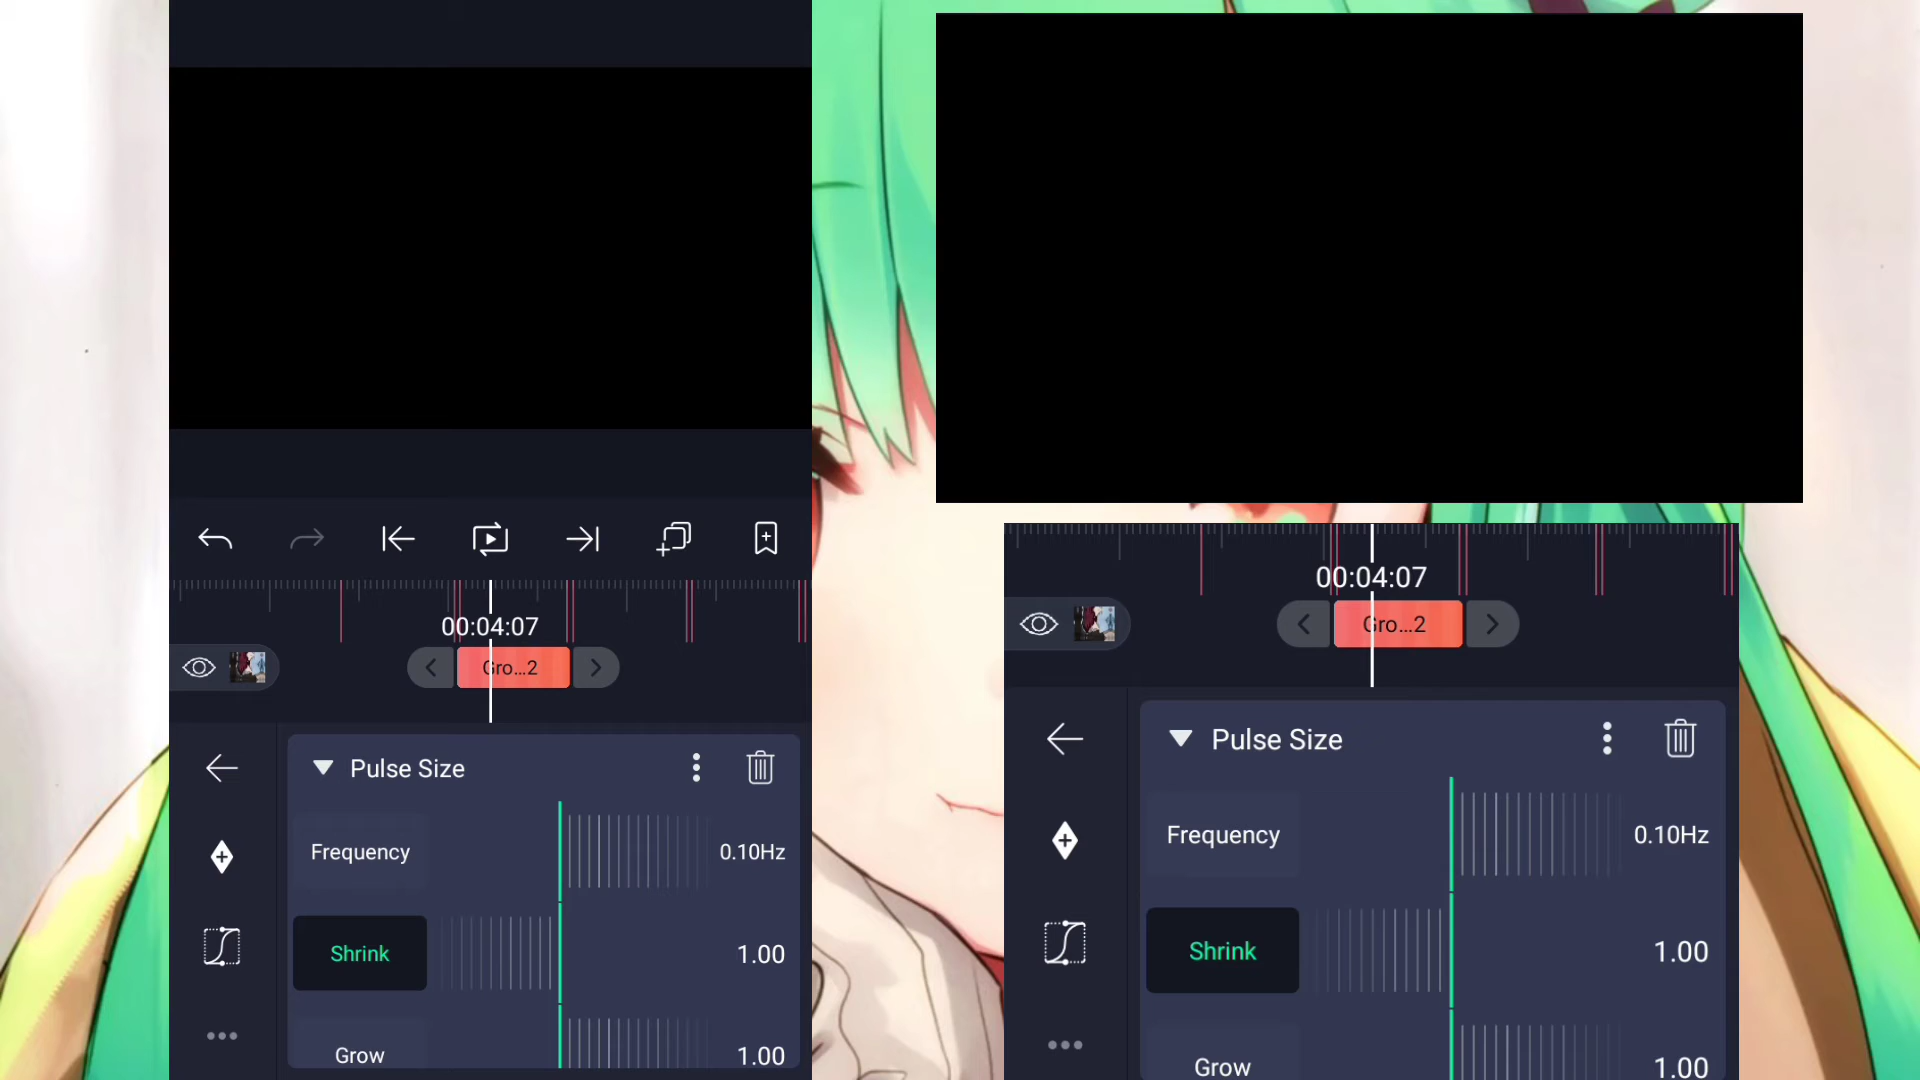 00:04:07
Gro...2
Pulse Size
Frequency
0.10Hz
Shrink
1.00
Grow
1.00
00:04:07
Gro...2
Pulse Size
Frequency
0.10Hz
Shrink
1.00
Grow
1.00